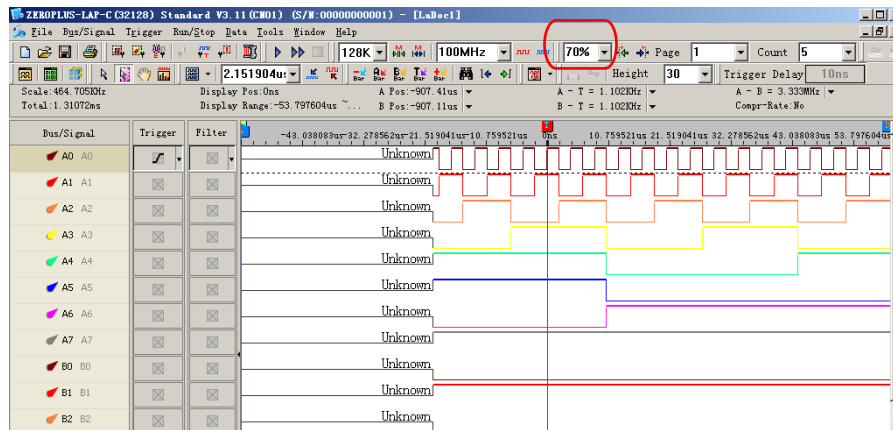 ZEROPLUS-LAP-C(32128) Standard V3.11(CN01) (S/N:00000000001) - [LaDoc1]
File Bus/Signal Trigger Run/Stop Data Tools Window Help
128K 100MHz 70% Page 1 Count 5
2.151904us Bar Bar Bar Bar Height 30 Trigger Delay 10ns
Scale:464.705KHz Display Pos:0ns A Pos:-907.41us A - T = 1.102KHz A - B = 3.333MHz
Total:1.31072ms Display Range:-53.797604us ~... B Pos:-907.11us B - T = 1.102KHz Compr-Rate:No
Bus/Signal Trigger Filter -43.038083us -32.278562us -21.519041us -10.759521us 0ns 10.759521us 21.519041us 32.278562us 43.038083us 53.797604us
A0 A0 Unknown
A1 A1 Unknown
A2 A2 Unknown
A3 A3 Unknown
A4 A4 Unknown
A5 A5 Unknown
A6 A6 Unknown
A7 A7 Unknown
B0 B0 Unknown
B1 B1 Unknown
B2 B2 Unknown